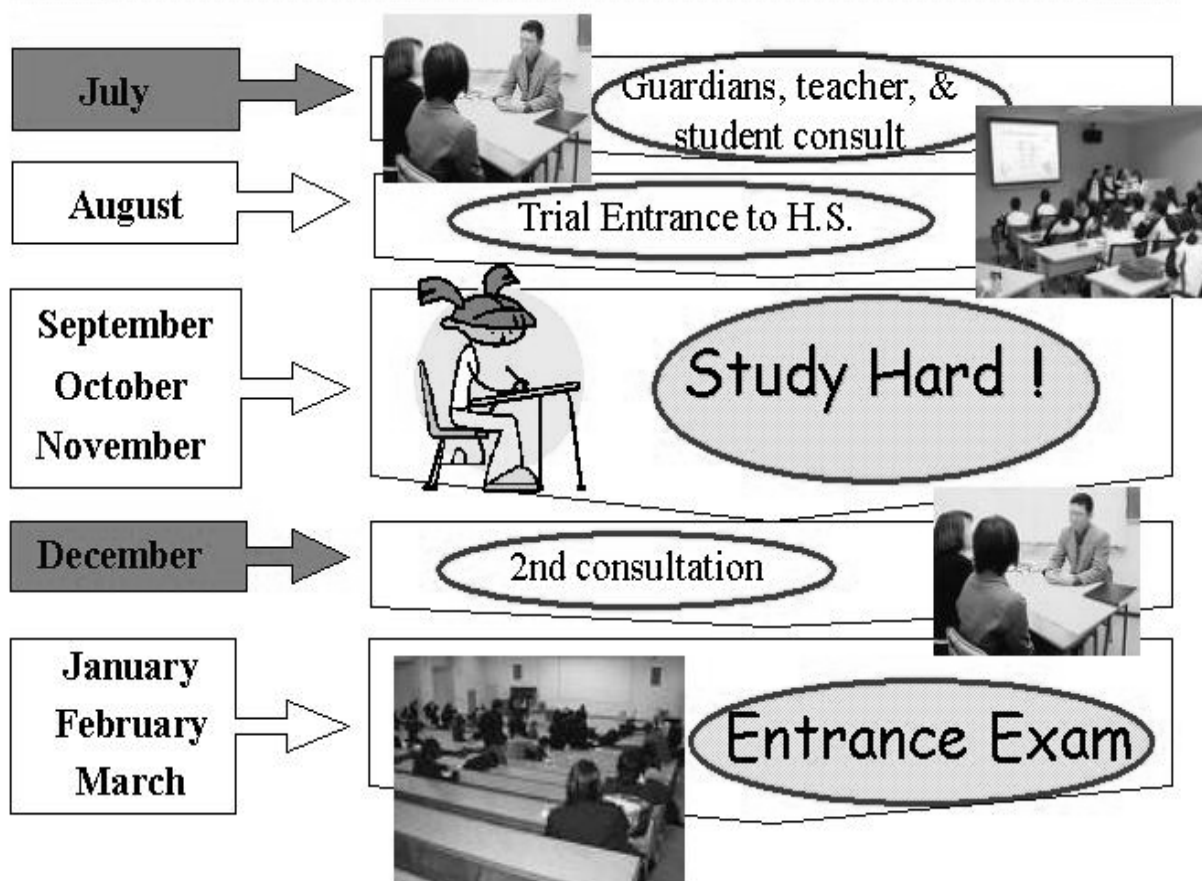 July
Guardians, teacher, &
student consult
August
Trial Entrance to H.S.
September
October
November
Study Hard !
December
2nd consultation
January
February
March
Entrance Exam